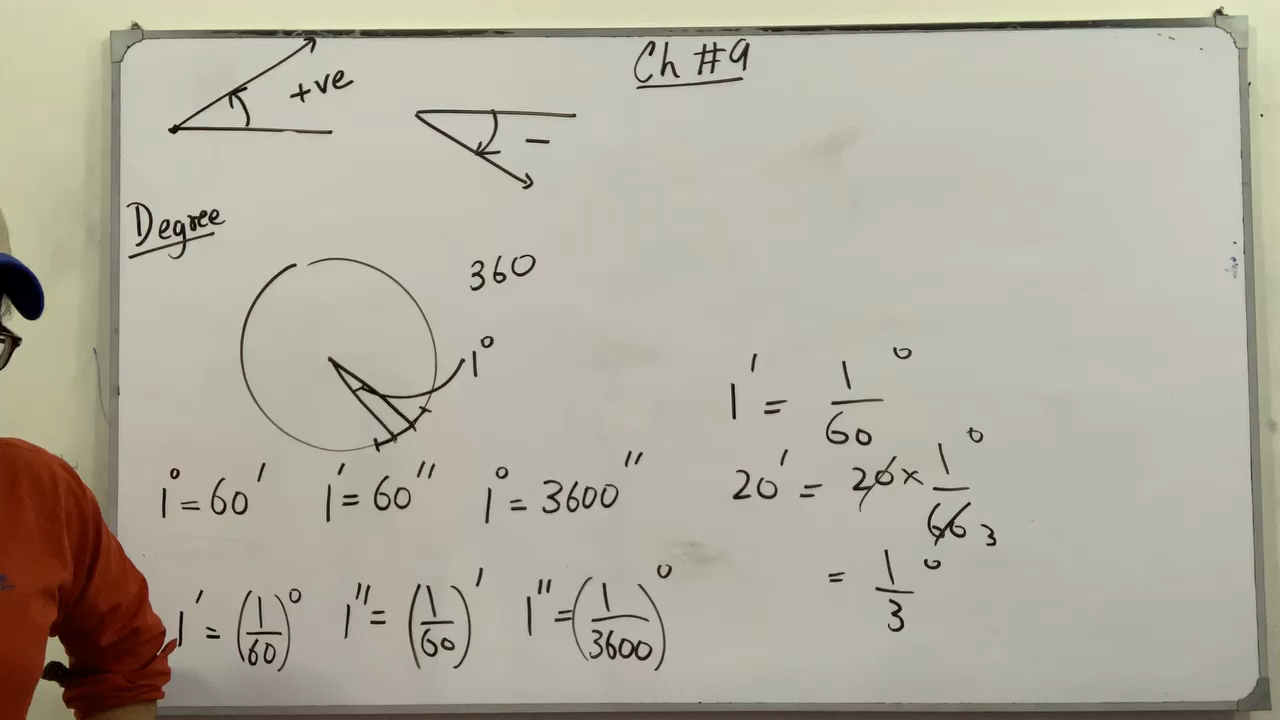 Ch #9
+ve
−
Degree
360
1°
1° = 60′   1′ = 60″   1° = 3600″
1′ = (1/60)°   1″ = (1/60)′   1″ = (1/3600)°
1′ = 1/60°
20′ = 20 × 1/60° 3
= 1/3°